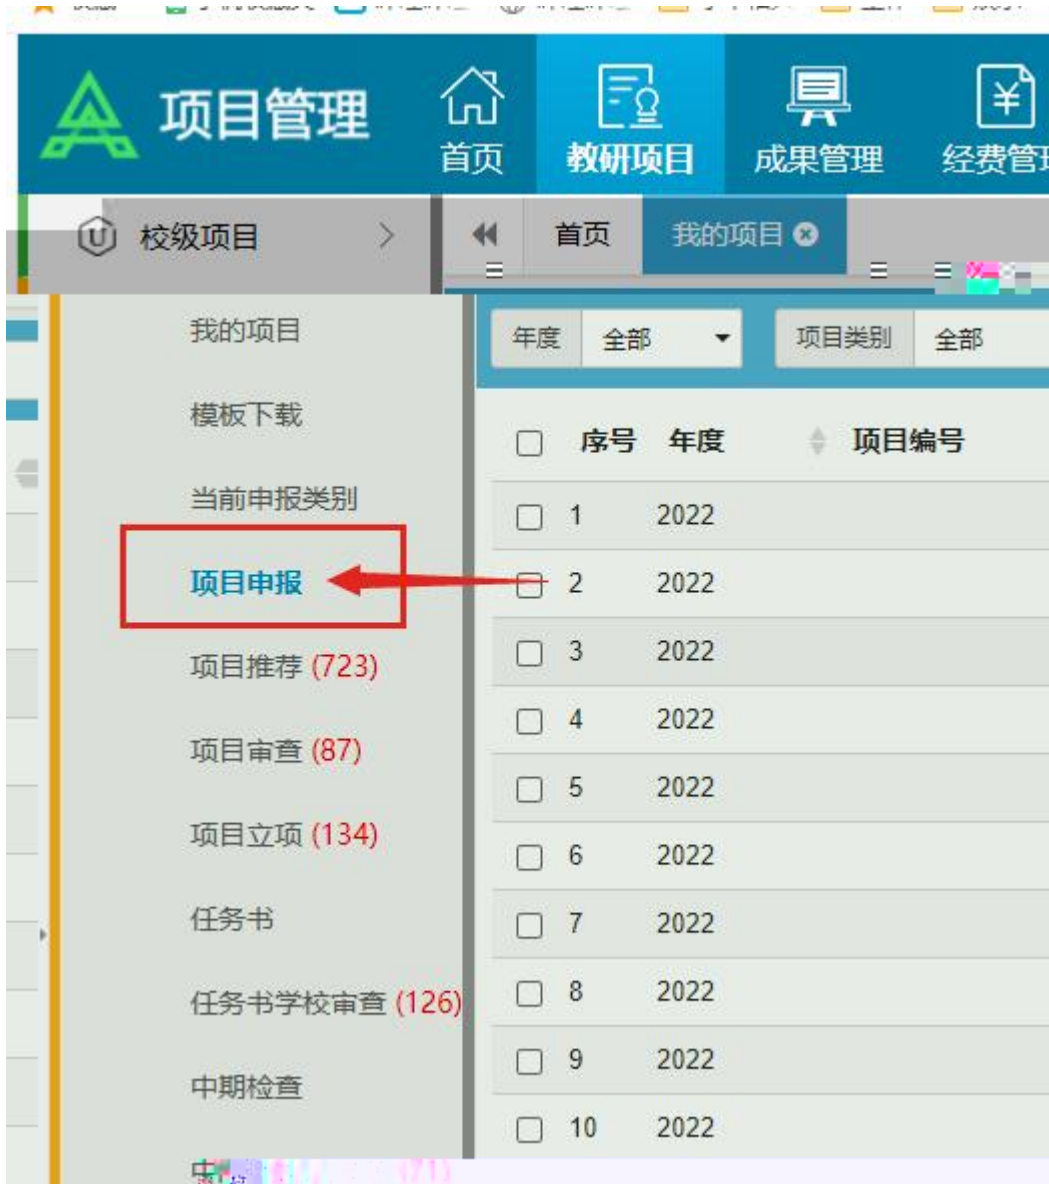 项目管理
首页
教研项目
成果管理
经费管
校级项目
首页
我的项目
我的项目
年度
全部
项目类别
全部
模板下载
序号 年度 项目编号
当前申报类别
1 2022
项目申报
2 2022
3 2022
项目推荐 (723)
4 2022
项目审查 (87)
5 2022
项目立项 (134)
6 2022
任务书
7 2022
任务书学校审查 (126)
8 2022
9 2022
中期检查
10 2022